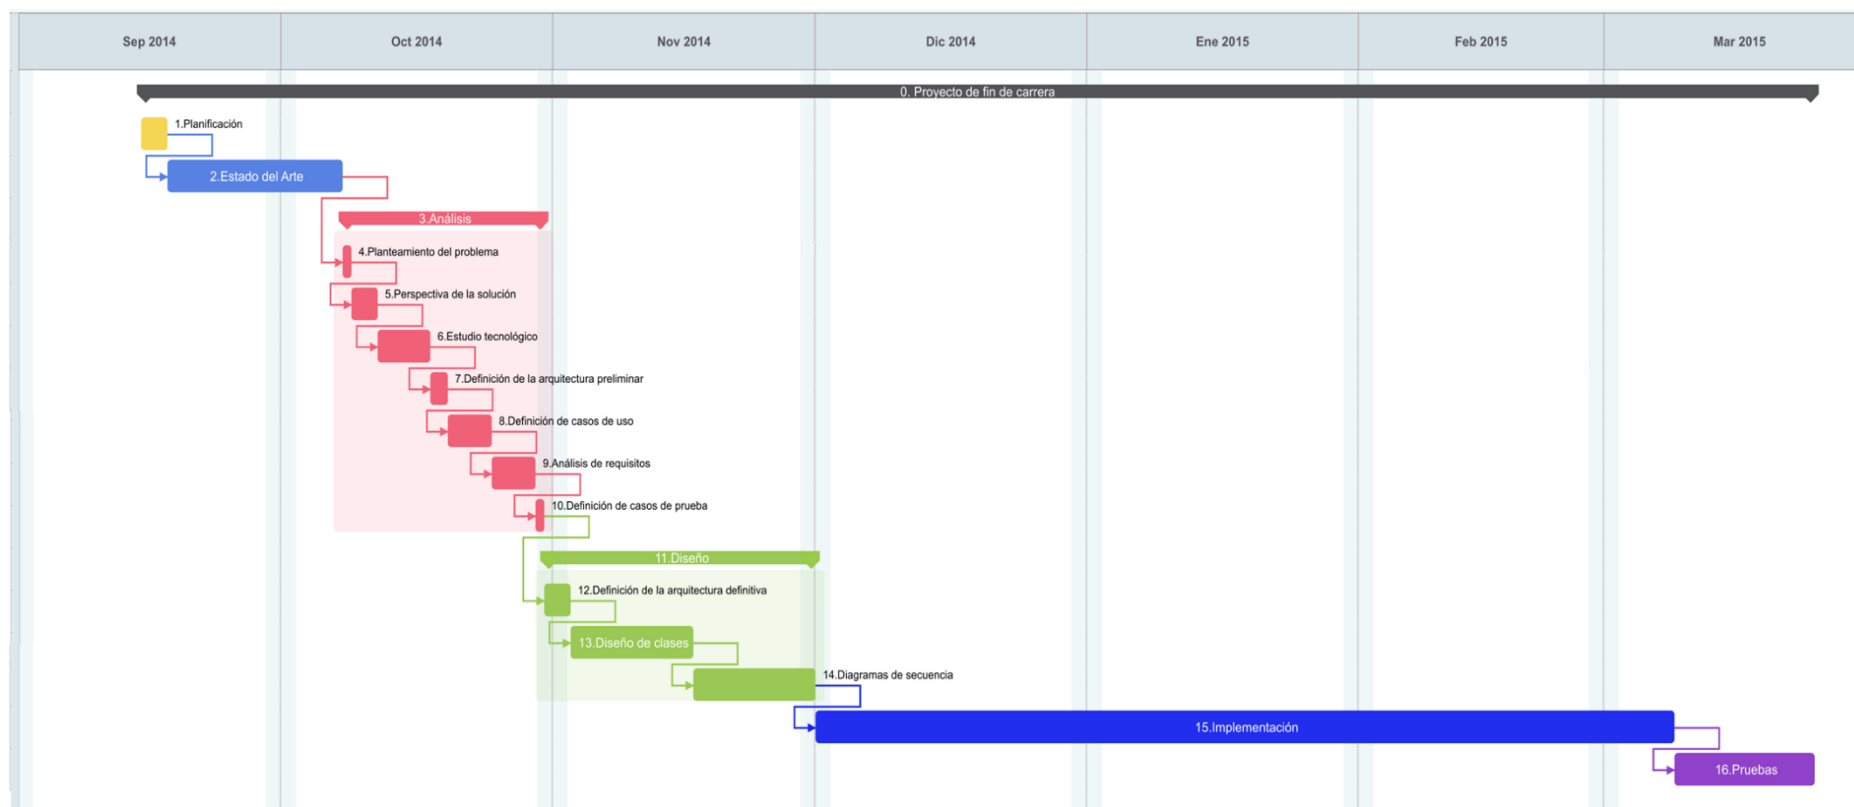 Sep 2014
Oct 2014
Nov 2014
Dic 2014
Ene 2015
Feb 2015
Mar 2015
0. Proyecto de fin de carrera
1.Planificación
2.Estado del Arte
3.Análisis
4.Planteamiento del problema
5.Perspectiva de la solución
6.Estudio tecnológico
7.Definición de la arquitectura preliminar
8.Definición de casos de uso
9.Análisis de requisitos
10.Definición de casos de prueba
11.Diseño
12.Definición de la arquitectura definitiva
13.Diseño de clases
14.Diagramas de secuencia
15.Implementación
16.Pruebas